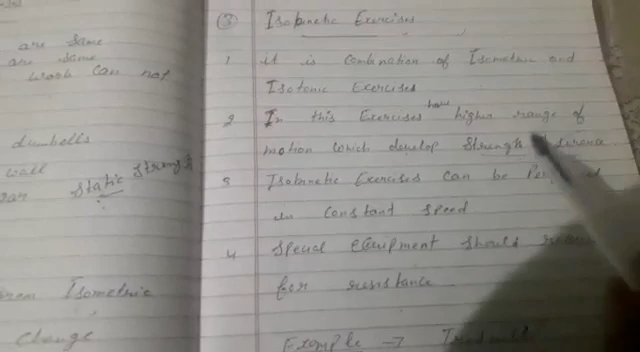 are same
are same
work can not
dumbells
wall
Static Strength
from Isometric
Change
(3) Isokinetic Exercises
1 it is Combination of Isometric and
Isotonic Exercises
2 In this Exercises have higher range of
motion which develop Strength
3 Isokinetic Exercises can be
in constant speed
4 Special Equipment should
for resistance
Example →